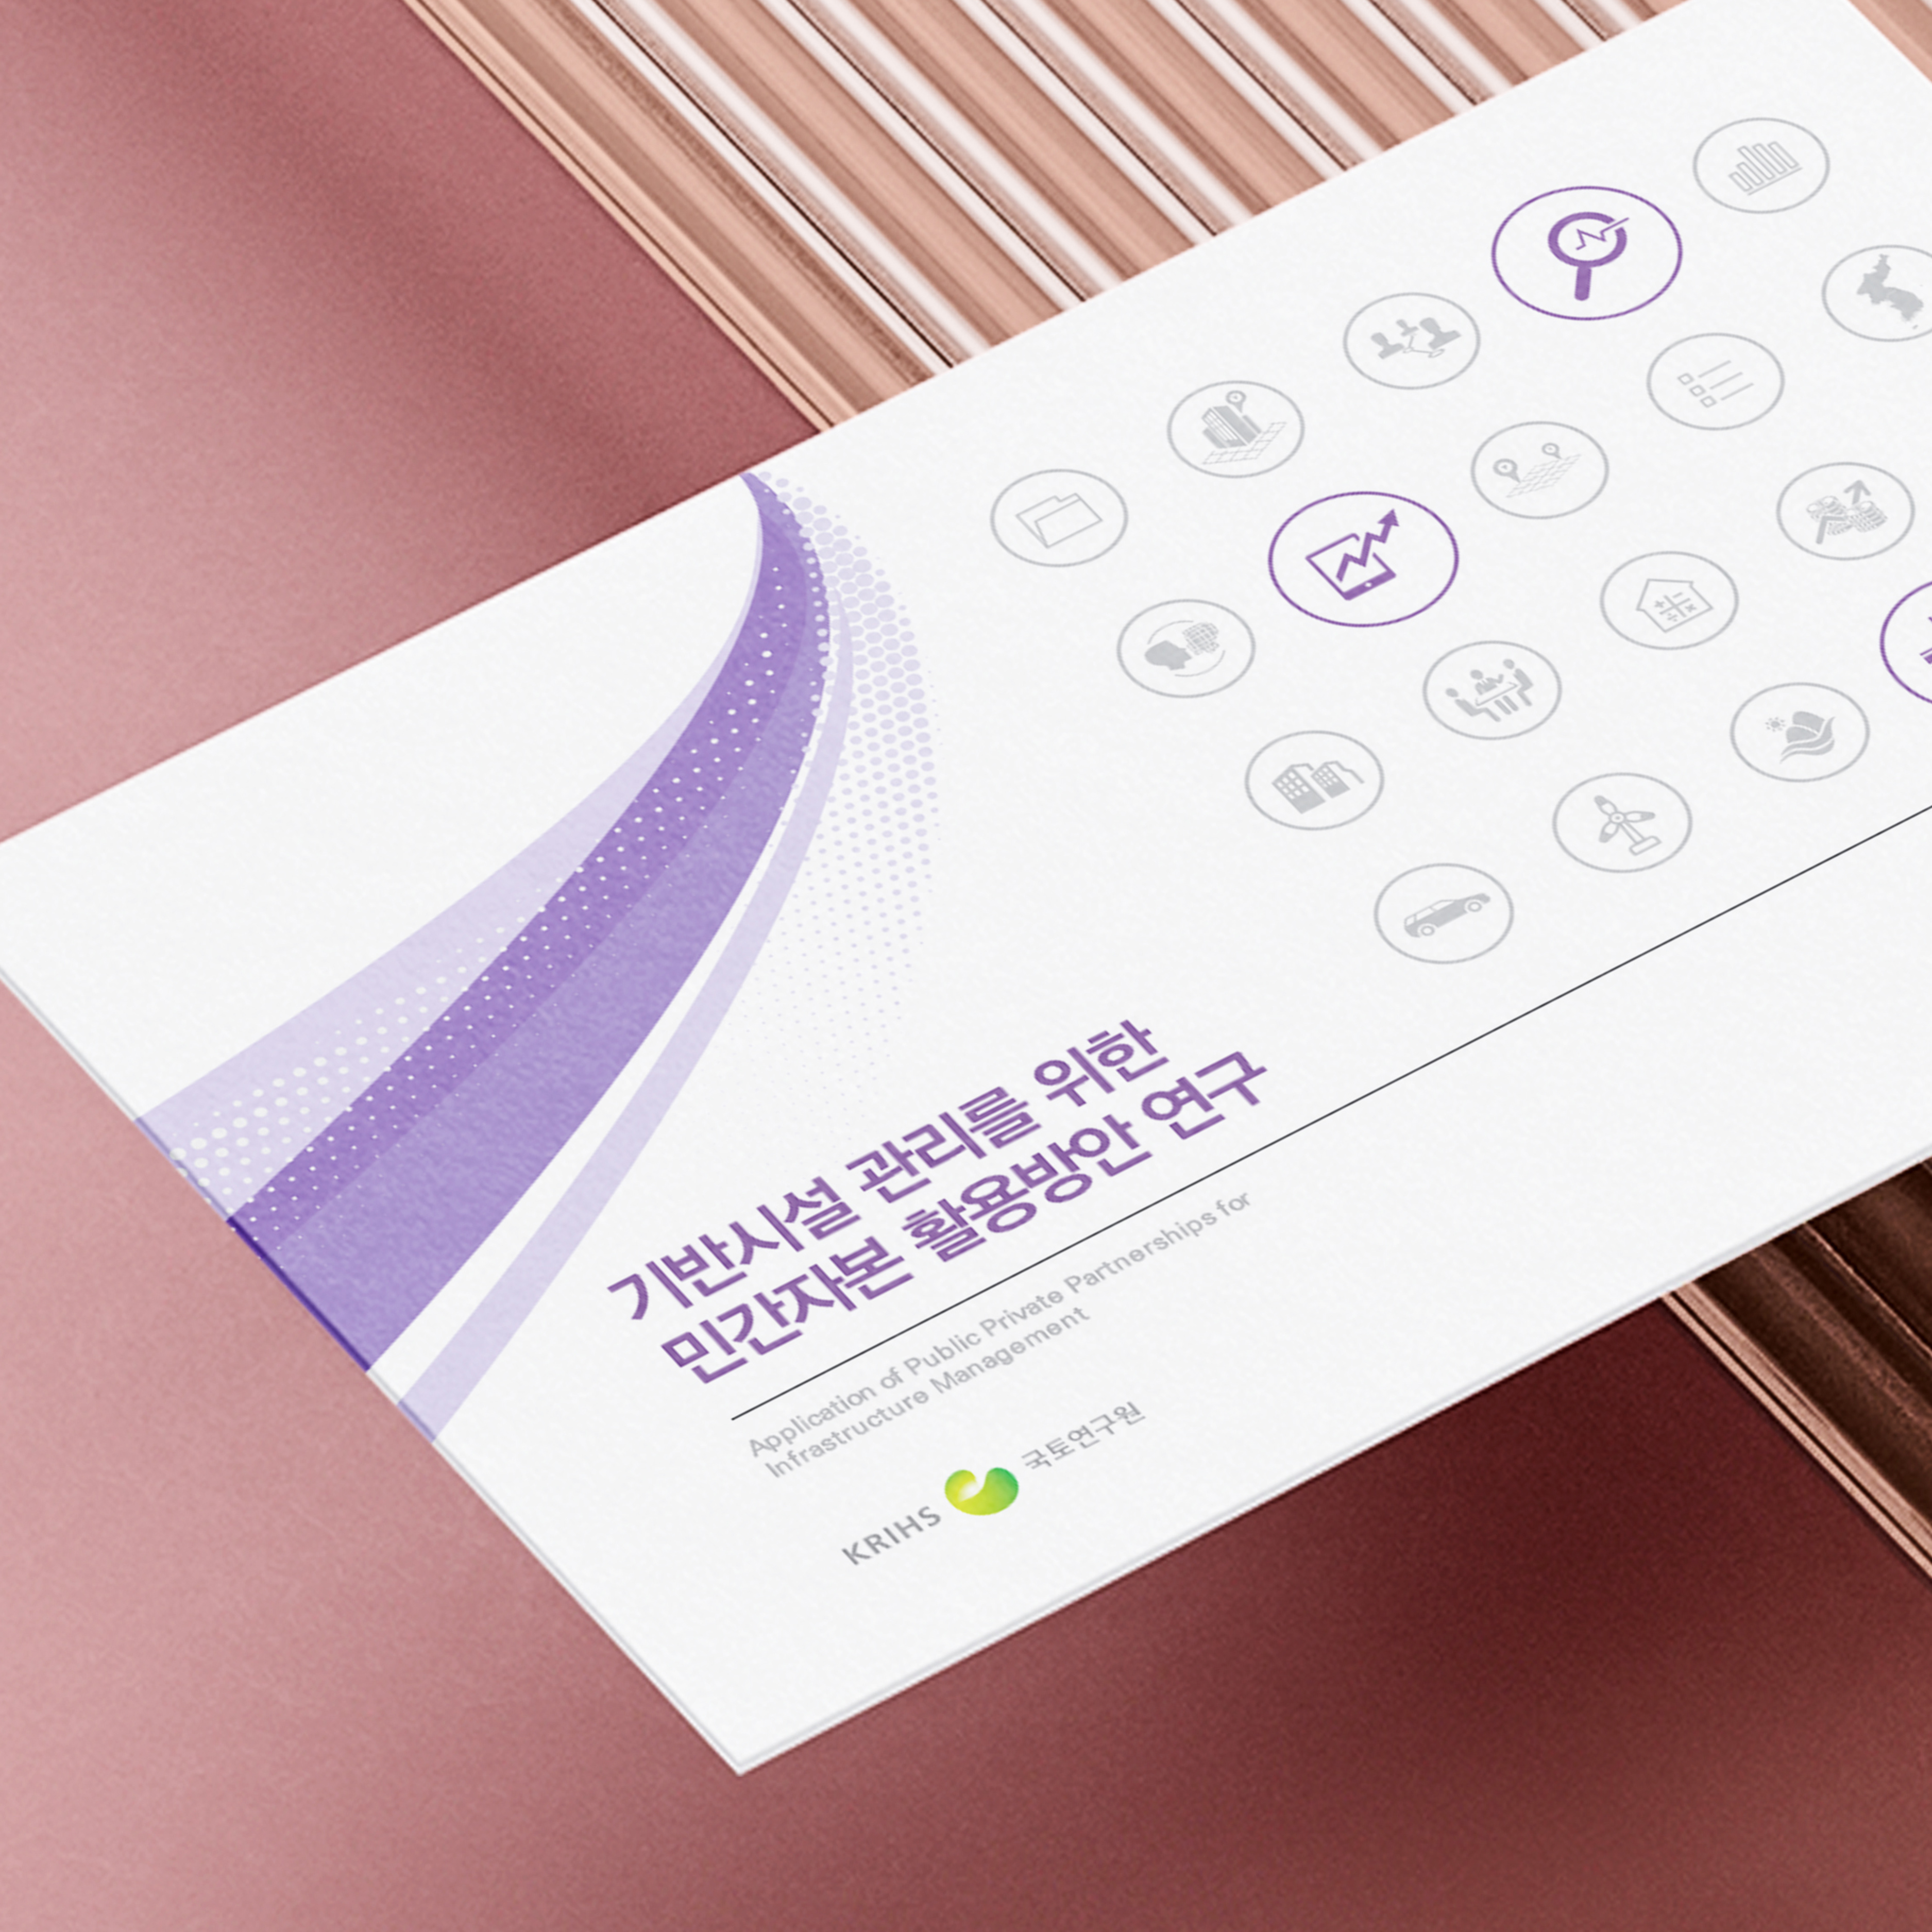 기반시설 관리를 위한
민간자본 활용방안 연구
Application of Public Private Partnerships for
Infrastructure Management
KRIHS 국토연구원